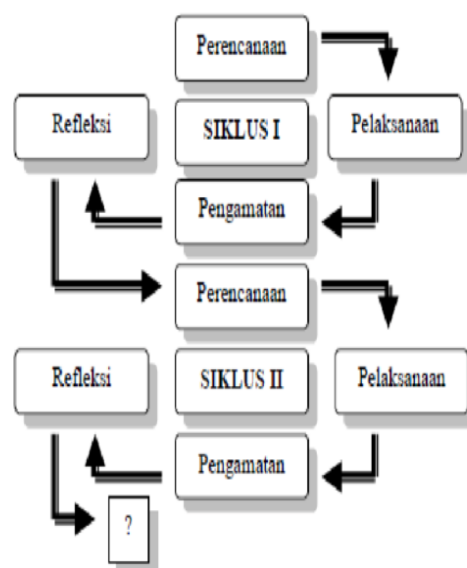 Perencanaan
Refleksi
SIKLUS I
Pelaksanaan
Pengamatan
Perencanaan
Refleksi
SIKLUS II
Pelaksanaan
Pengamatan
?